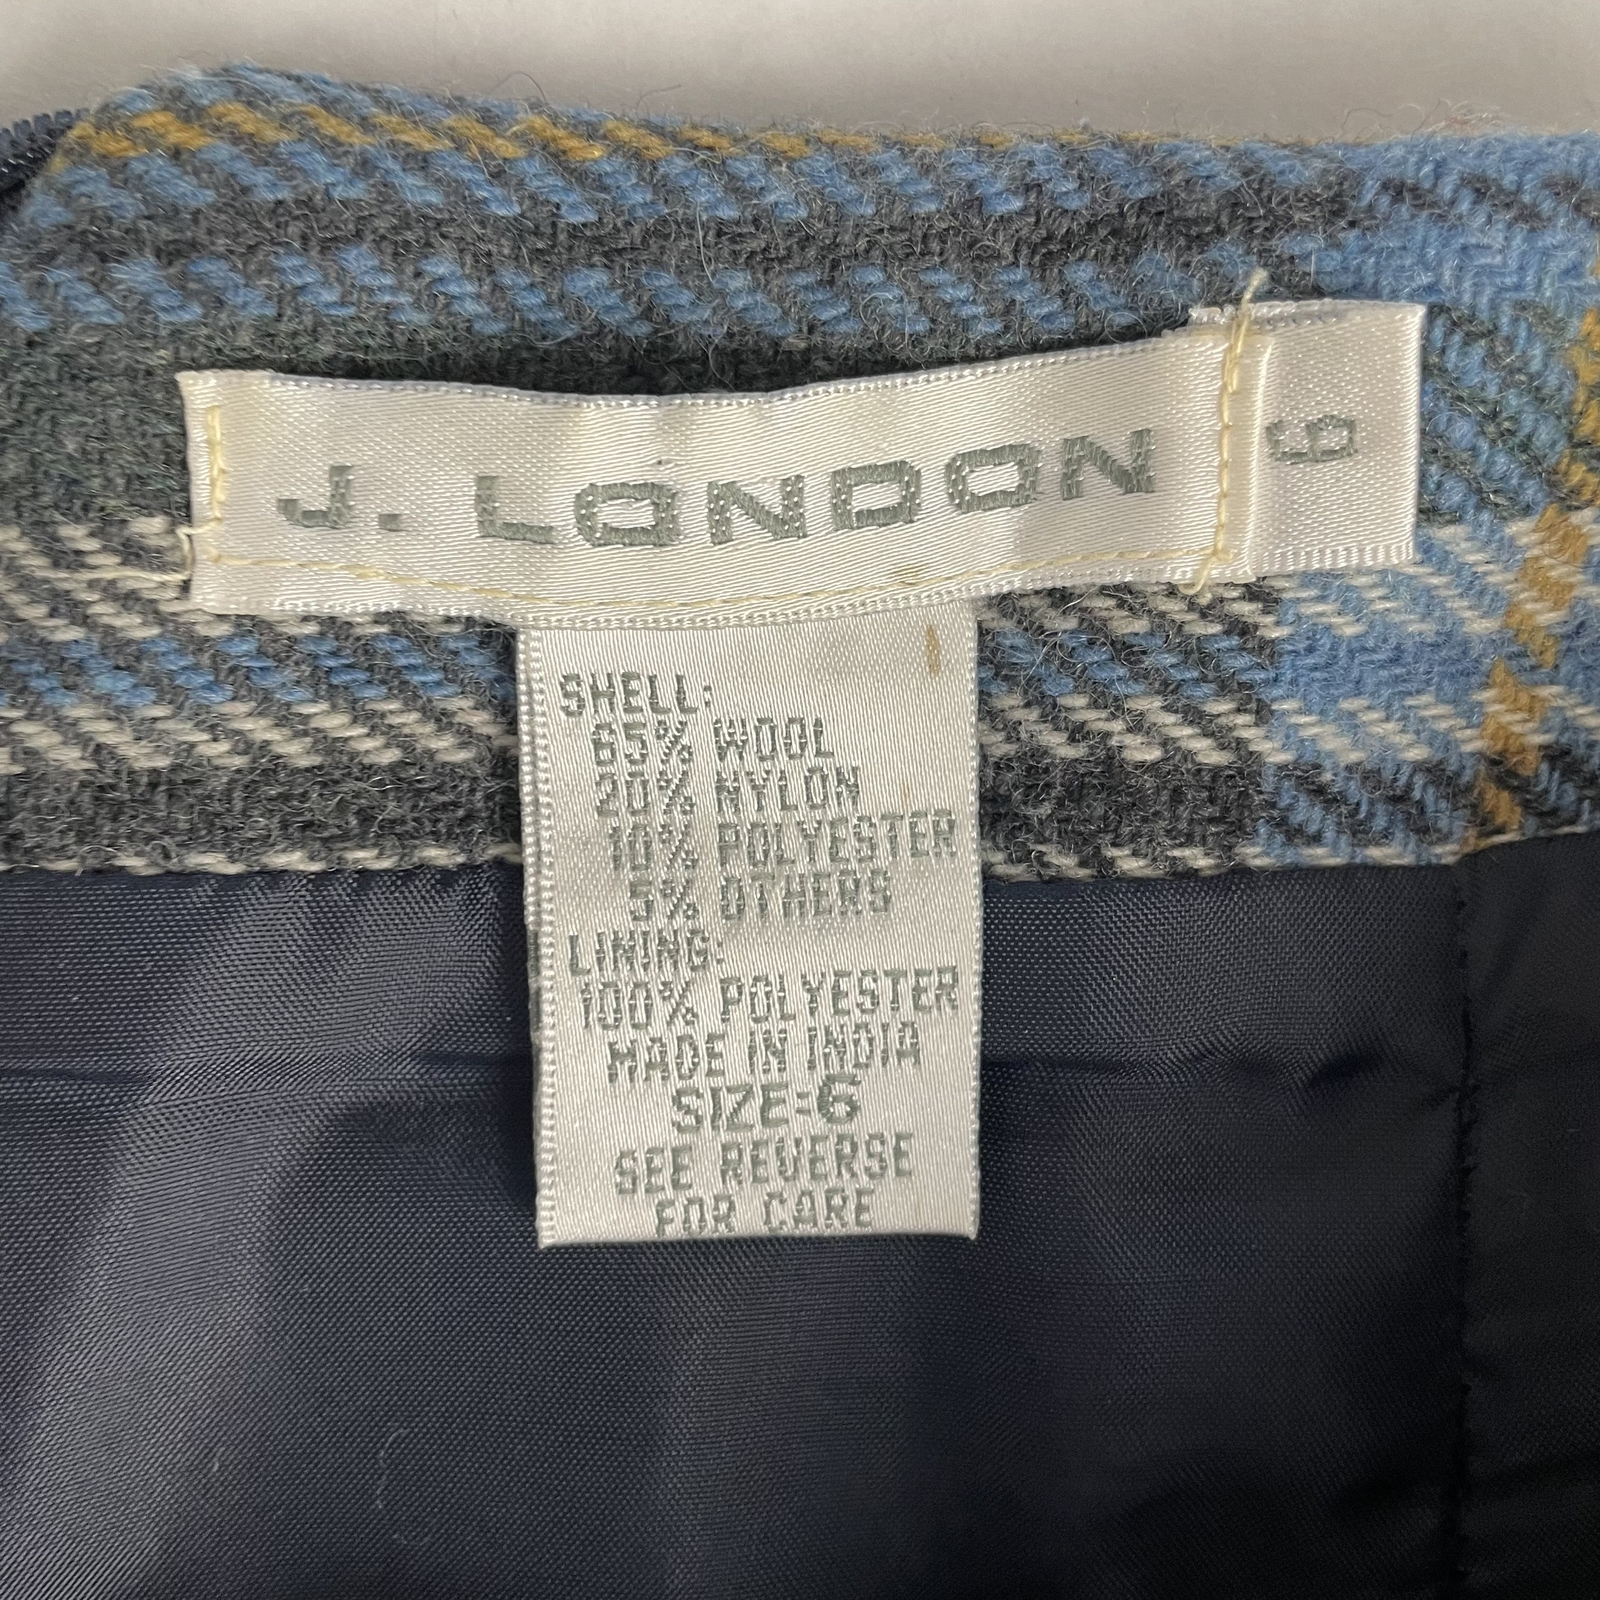 J. LONDON
6
SHELL:
65% WOOL
20% NYLON
10% POLYESTER
5% OTHERS
LINING:
100% POLYESTER
MADE IN INDIA
SIZE:6
SEE REVERSE
FOR CARE